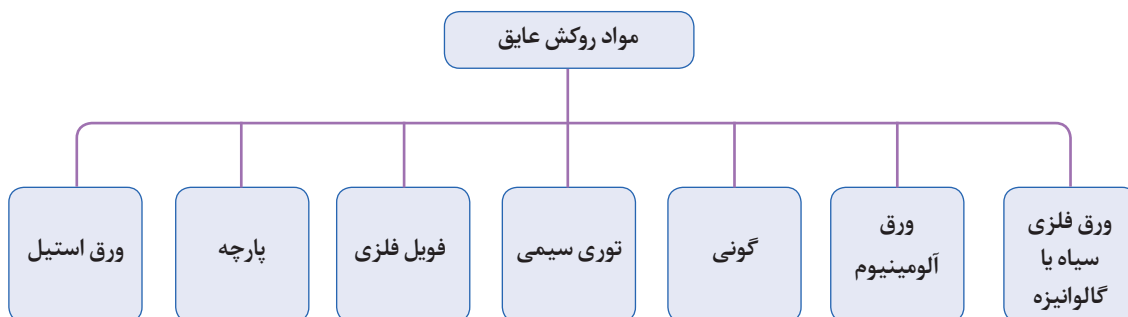 مواد روکش عایق
ورق فلزی
سیاه یا
گالوانیزه
ورق
آلومینیوم
گونی
توری سیمی
فویل فلزی
پارچه
ورق استیل